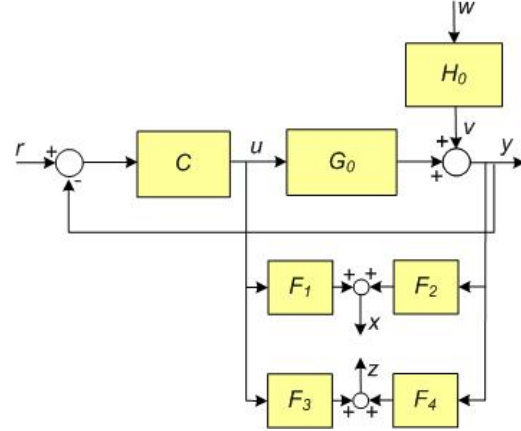 w
H₀
v
r + - C u G₀ + + y
F₁ + + F₂
x
z
F₃ + + F₄